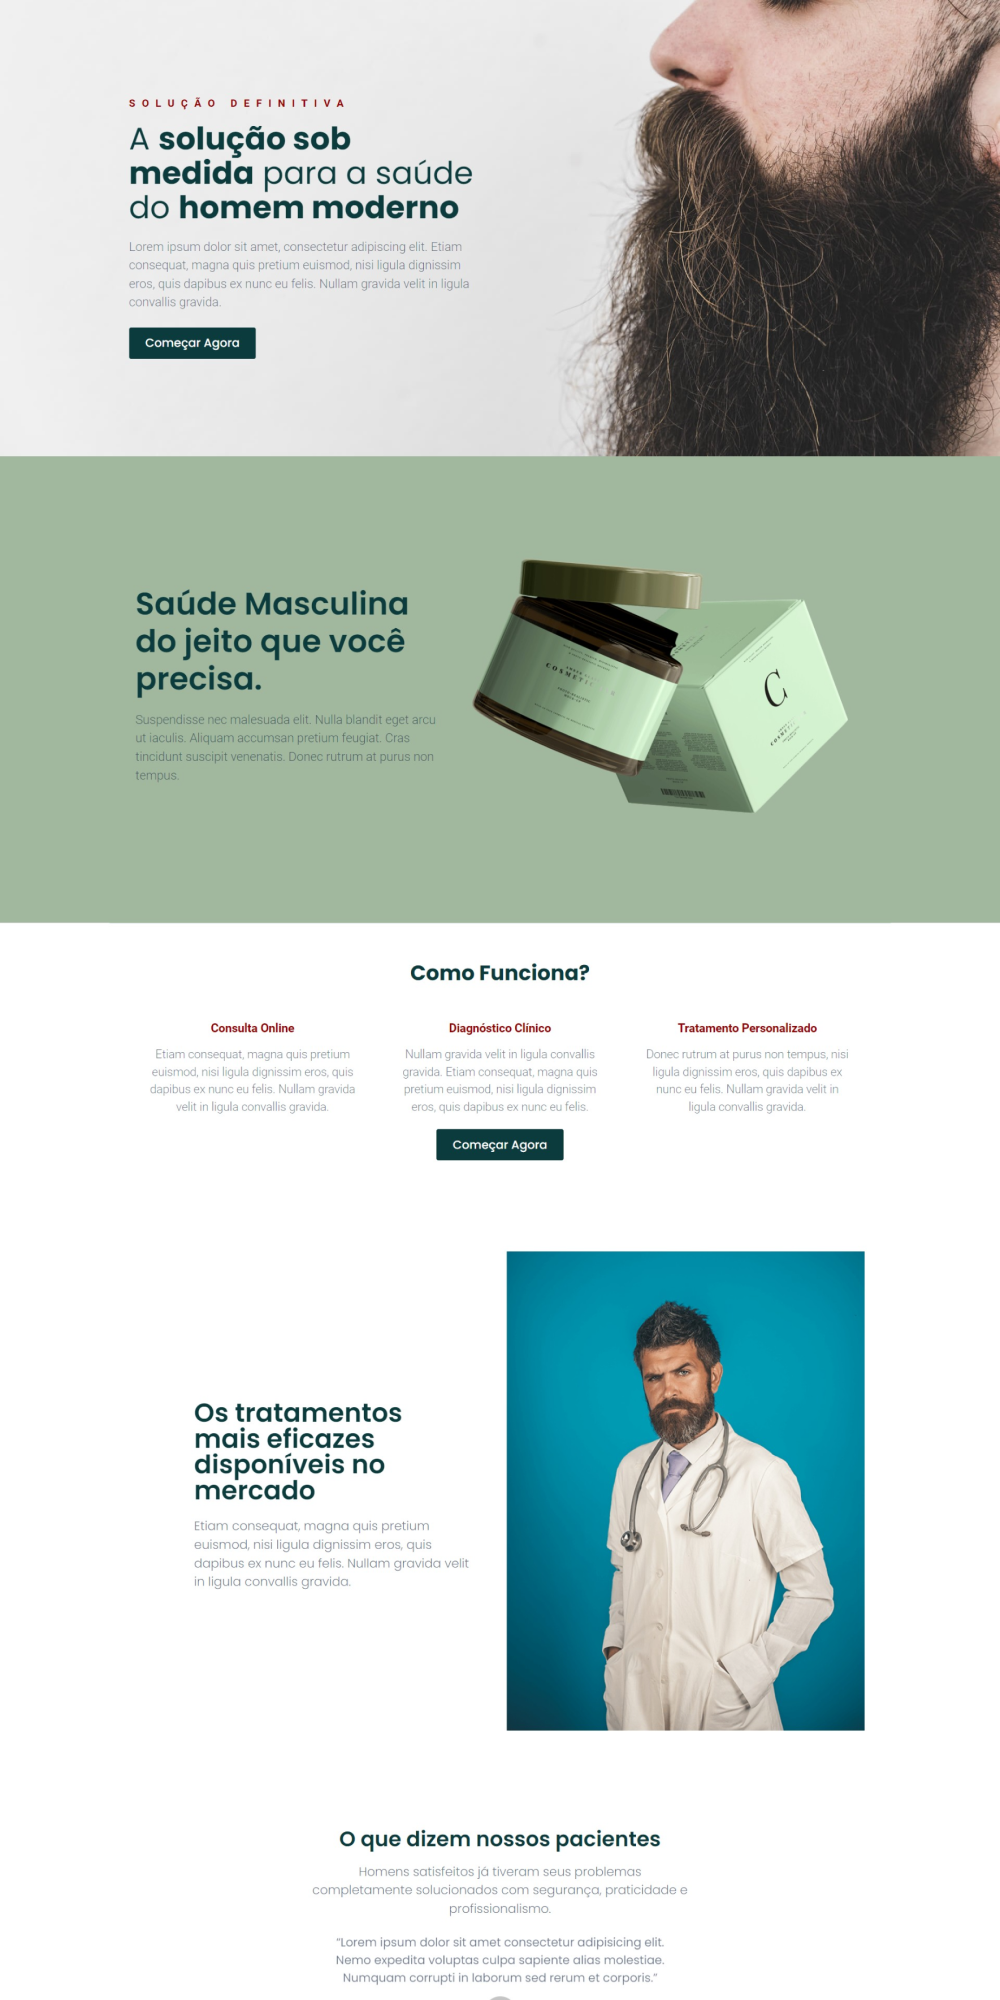 SOLUÇÃO DEFINITIVA
A solução sob
medida para a saúde
do homem moderno
Lorem ipsum dolor sit amet, consectetur adipiscing elit. Etiam
consequat, magna quis pretium euismod, nisi ligula dignissim
eros, quis dapibus ex nunc eu felis. Nullam gravida velit in ligula
convallis gravida.
Começar Agora
Saúde Masculina
do jeito que você
precisa.
Suspendisse nec malesuada elit. Nulla blandit eget arcu
ut iaculis. Aliquam accumsan pretium feugiat. Cras
tincidunt suscipit venenatis. Donec rutrum at purus non
tempus.
C
Como Funciona?
Consulta Online
Etiam consequat, magna quis pretium
euismod, nisi ligula dignissim eros, quis
dapibus ex nunc eu felis. Nullam gravida
velit in ligula convallis gravida.
Diagnóstico Clínico
Nullam gravida velit in ligula convallis
gravida. Etiam consequat, magna quis
pretium euismod, nisi ligula dignissim
eros, quis dapibus ex nunc eu felis.
Tratamento Personalizado
Donec rutrum at purus non tempus, nisi
ligula dignissim eros, quis dapibus ex
nunc eu felis. Nullam gravida velit in
ligula convallis gravida.
Começar Agora
Os tratamentos
mais eficazes
disponíveis no
mercado
Etiam consequat, magna quis pretium
euismod, nisi ligula dignissim eros, quis
dapibus ex nunc eu felis. Nullam gravida velit
in ligula convallis gravida.
O que dizem nossos pacientes
Homens satisfeitos já tiveram seus problemas
completamente solucionados com segurança, praticidade e
profissionalismo.
“Lorem ipsum dolor sit amet consectetur adipisicing elit.
Nemo expedita voluptas culpa sapiente alias molestiae.
Numquam corrupti in laborum sed rerum et corporis.”